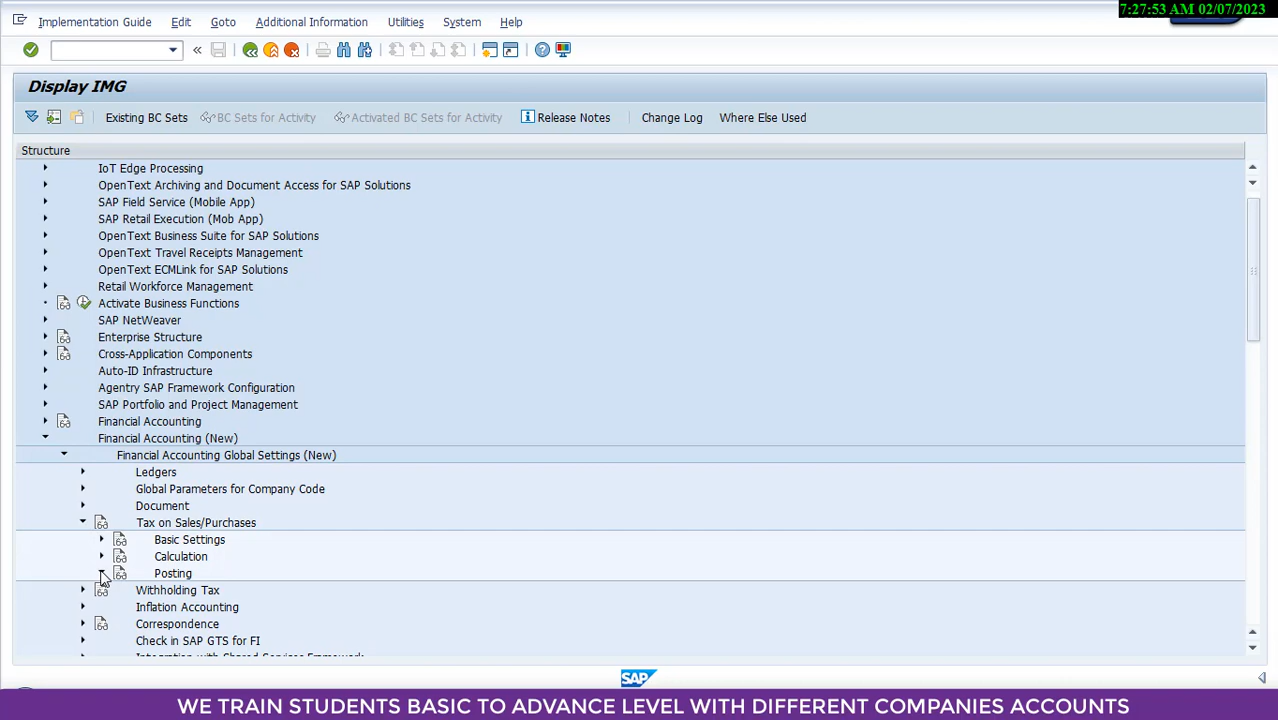 7:27:53 AM 02/07/2023
Implementation Guide Edit Goto Additional Information Utilities System Help
Display IMG
Existing BC Sets BC Sets for Activity Activated BC Sets for Activity Release Notes Change Log Where Else Used
Structure
IoT Edge Processing
OpenText Archiving and Document Access for SAP Solutions
SAP Field Service (Mobile App)
SAP Retail Execution (Mob App)
OpenText Business Suite for SAP Solutions
OpenText Travel Receipts Management
OpenText ECMLink for SAP Solutions
Retail Workforce Management
Activate Business Functions
SAP NetWeaver
Enterprise Structure
Cross-Application Components
Auto-ID Infrastructure
Agentry SAP Framework Configuration
SAP Portfolio and Project Management
Financial Accounting
Financial Accounting (New)
Financial Accounting Global Settings (New)
Ledgers
Global Parameters for Company Code
Document
Tax on Sales/Purchases
Basic Settings
Calculation
Posting
Withholding Tax
Inflation Accounting
Correspondence
Check in SAP GTS for FI
Integration with Shared Services Framework
SAP
WE TRAIN STUDENTS BASIC TO ADVANCE LEVEL WITH DIFFERENT COMPANIES ACCOUNTS